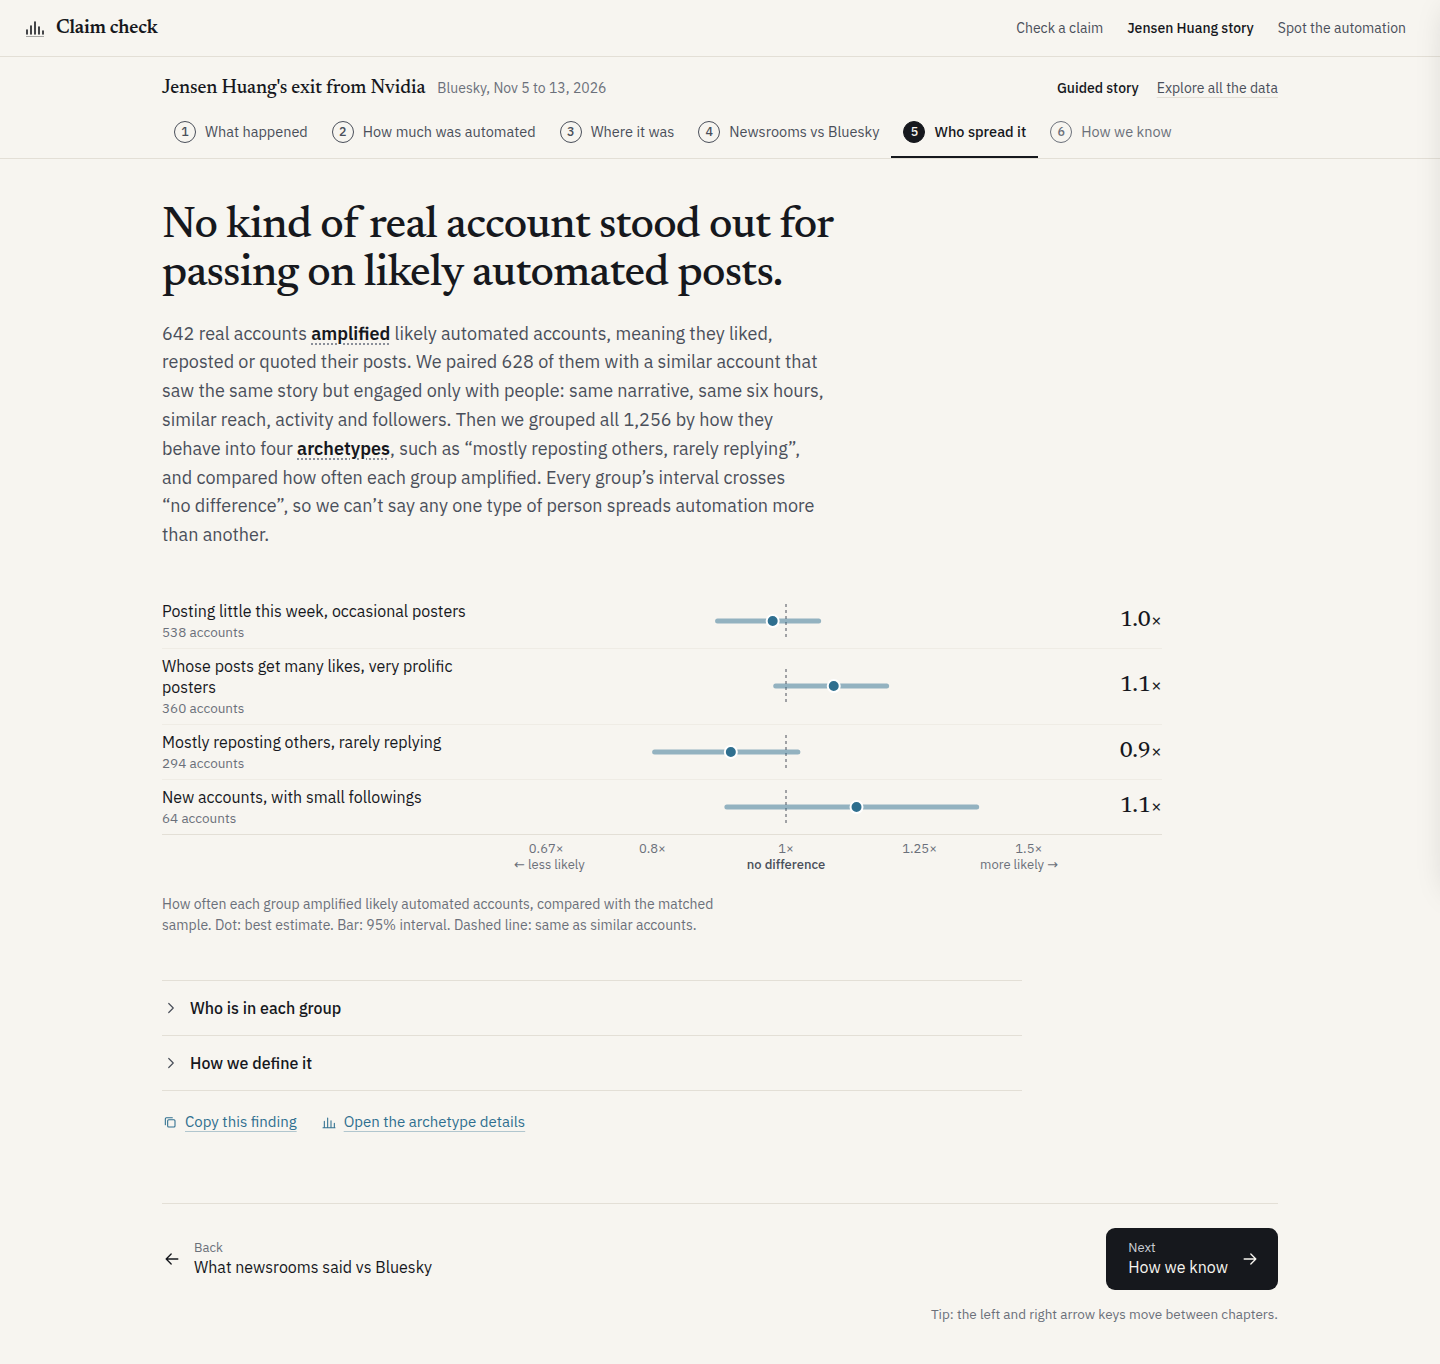 Claim check
Check a claim
Jensen Huang story
Spot the automation
Jensen Huang's exit from Nvidia
Bluesky, Nov 5 to 13, 2026
Guided story
Explore all the data
1 What happened
2 How much was automated
3 Where it was
4 Newsrooms vs Bluesky
5 Who spread it
6 How we know
No kind of real account stood out for
passing on likely automated posts.
642 real accounts amplified likely automated accounts, meaning they liked,
reposted or quoted their posts. We paired 628 of them with a similar account that
saw the same story but engaged only with people: same narrative, same six hours,
similar reach, activity and followers. Then we grouped all 1,256 by how they
behave into four archetypes, such as “mostly reposting others, rarely replying”,
and compared how often each group amplified. Every group’s interval crosses
“no difference”, so we can’t say any one type of person spreads automation more
than another.
Posting little this week, occasional posters
538 accounts
1.0×
Whose posts get many likes, very prolific
posters
360 accounts
1.1×
Mostly reposting others, rarely replying
294 accounts
0.9×
New accounts, with small followings
64 accounts
1.1×
0.67× 0.8× 1× 1.25× 1.5×
← less likely no difference more likely →
How often each group amplified likely automated accounts, compared with the matched
sample. Dot: best estimate. Bar: 95% interval. Dashed line: same as similar accounts.
Who is in each group
How we define it
Copy this finding
Open the archetype details
Back
What newsrooms said vs Bluesky
Next
How we know
Tip: the left and right arrow keys move between chapters.